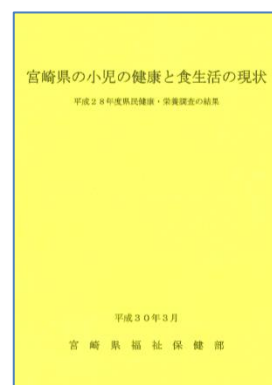 宮崎県の小児の健康と食生活の現状
平成２８年度県民健康・栄養調査の結果
平成３０年３月
宮崎県福祉保健部